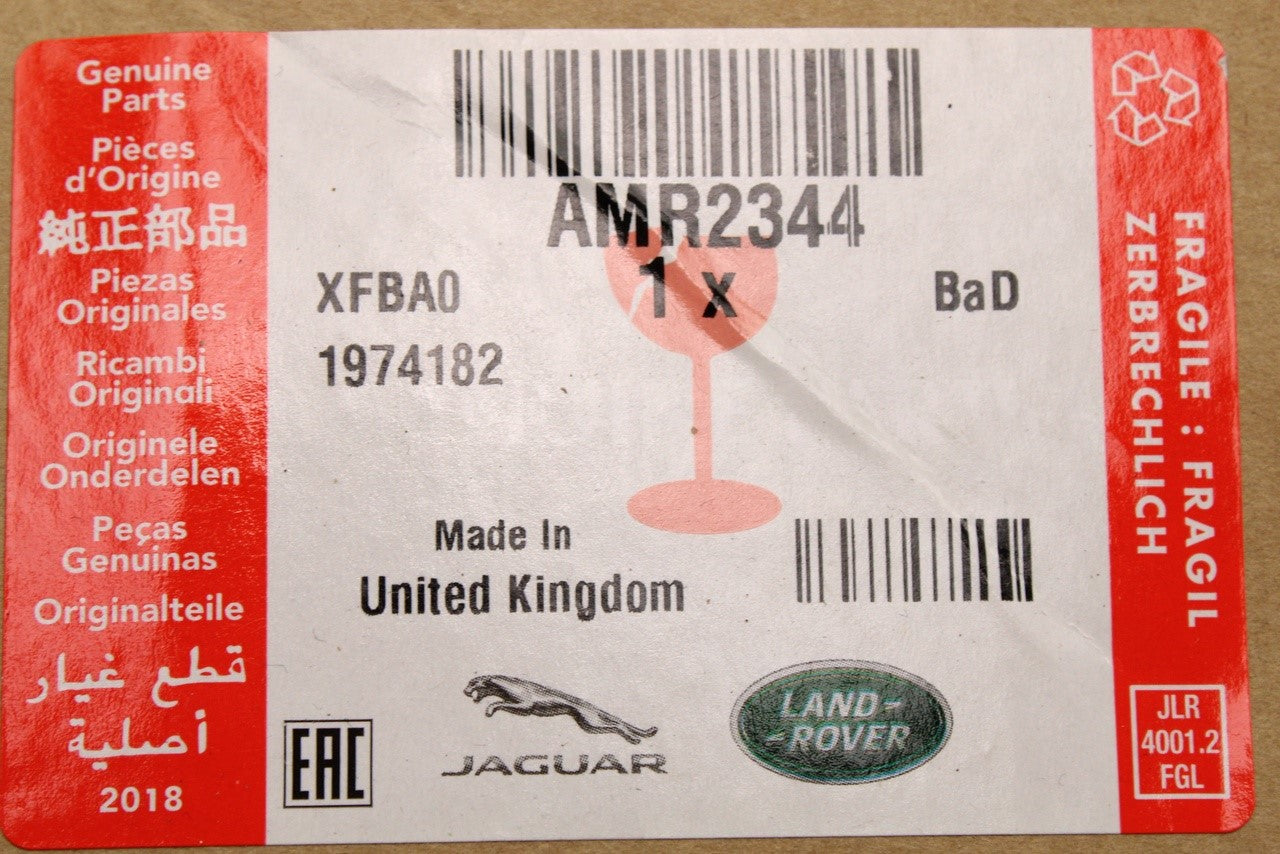 Genuine
Parts
Pièces
d'Origine
純正部品
Piezas
Originales
Ricambi
Originali
Originele
Onderdelen
Peças
Genuinas
Originalteile
قطع غيار
أصلية
2018
AMR2344
XFBA0
1 x
BaD
1974182
Made In
United Kingdom
EAC
JAGUAR
LAND-
-ROVER
FRAGILE : FRAGIL
ZERBRECHLICH
JLR
4001.2
FGL